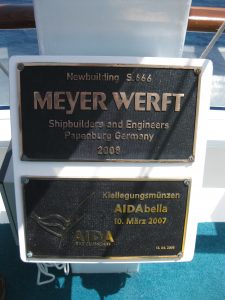 Newbuilding S.666
MEYER WERFT
Shipbuilders and Engineers
Papenburg Germany
2008
Kiellegungsmünzen
AIDAbella
10. März 2007
AIDA